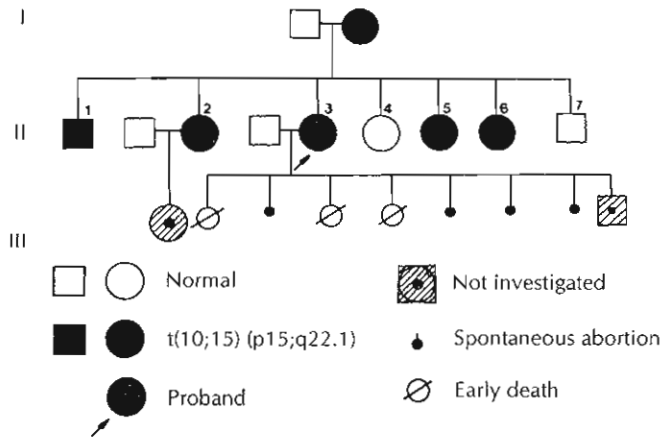 I
1 2 3 4 5 6 7
II
III
Normal
Not investigated
t(10;15) (p15;q22.1)
Spontaneous abortion
Proband
Early death